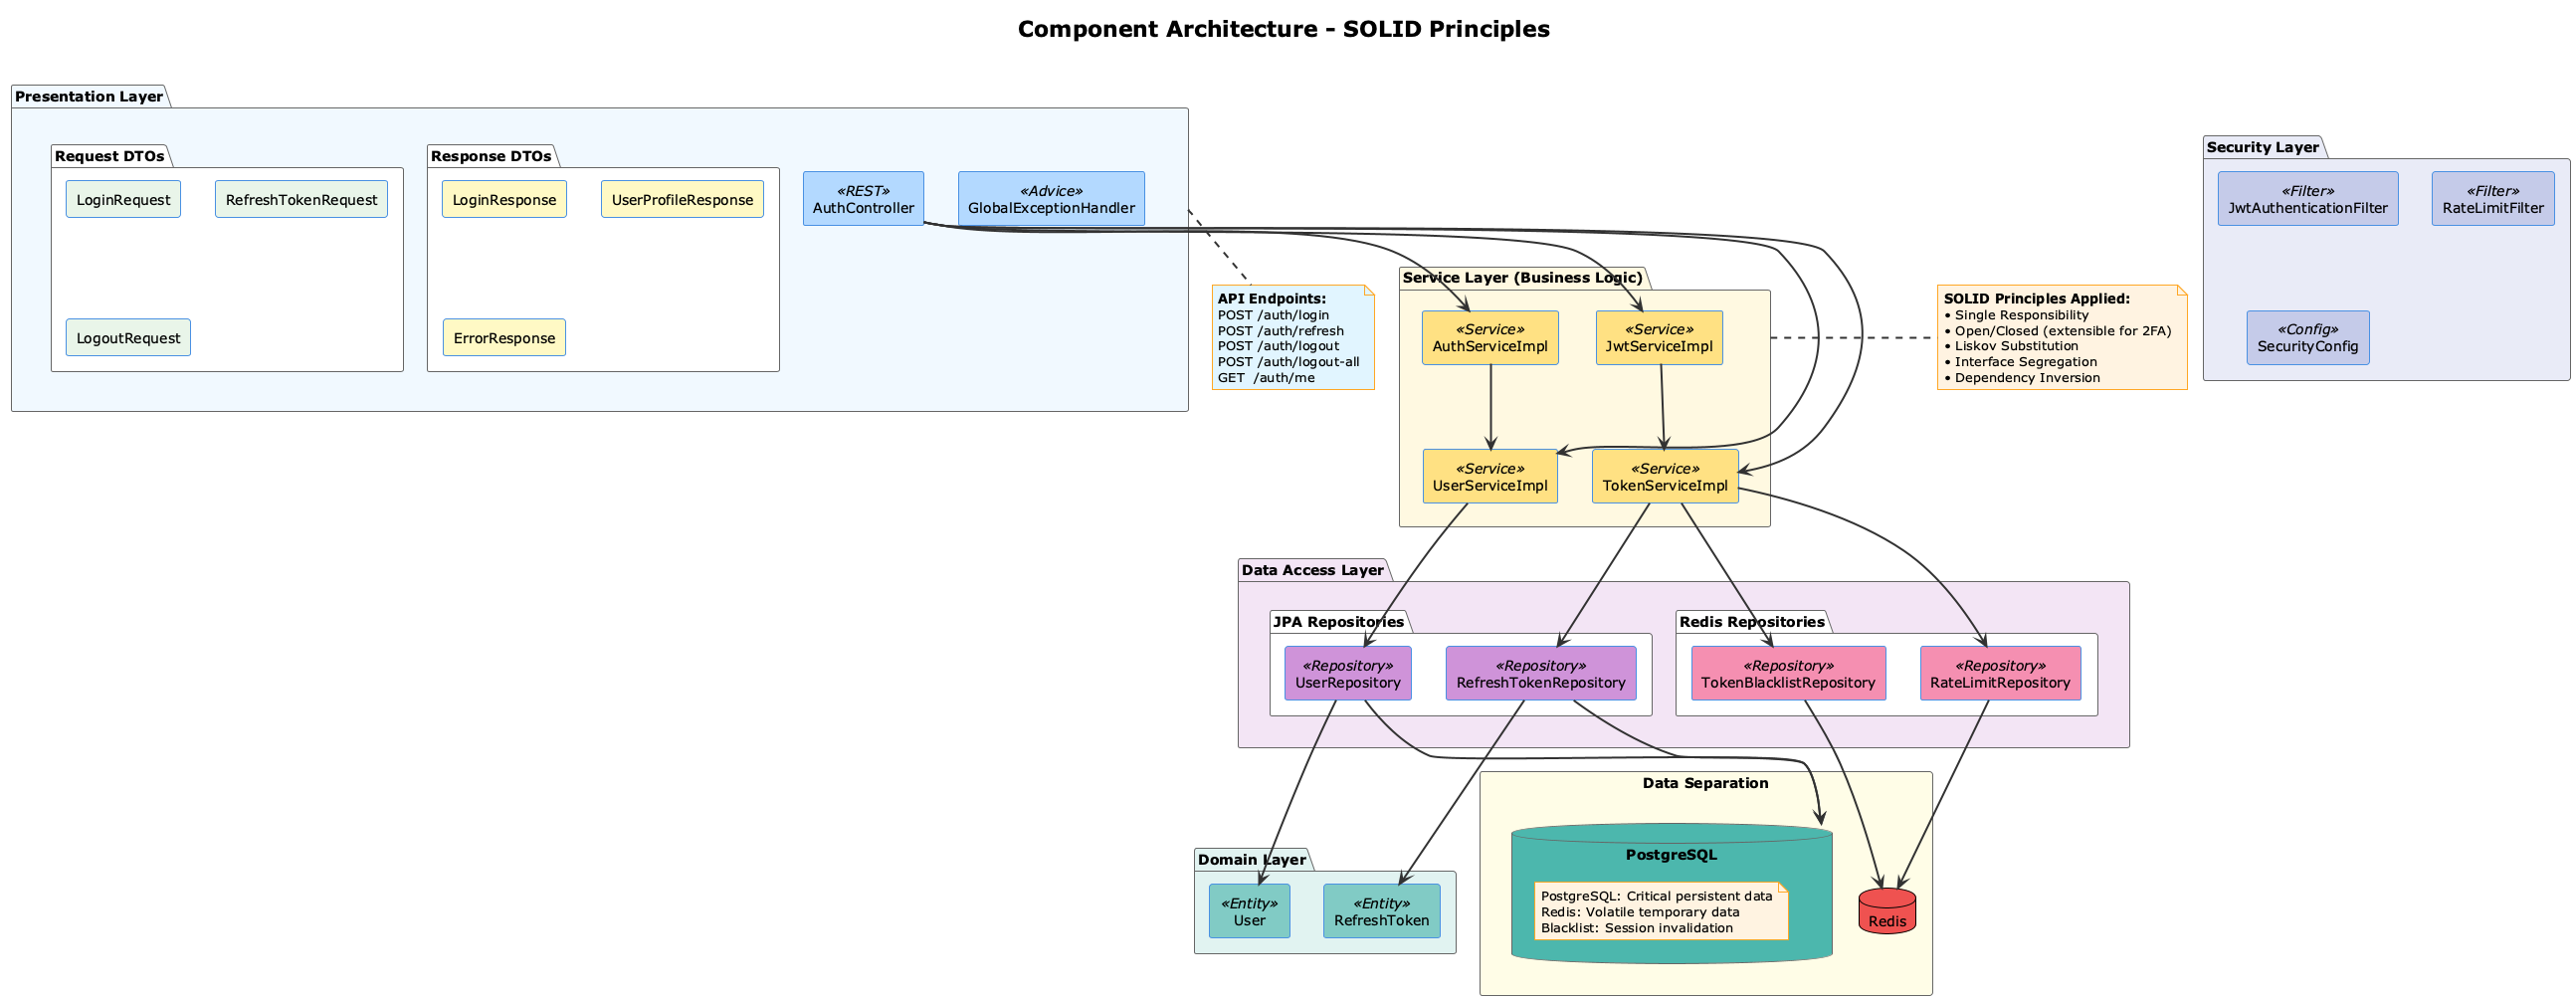 Component Architecture - SOLID Principles
Presentation Layer
Request DTOs
LoginRequest
RefreshTokenRequest
LogoutRequest
Response DTOs
LoginResponse
UserProfileResponse
ErrorResponse
«REST»
AuthController
«Advice»
GlobalExceptionHandler
API Endpoints:
POST /auth/login
POST /auth/refresh
POST /auth/logout
POST /auth/logout-all
GET  /auth/me
Service Layer (Business Logic)
«Service»
AuthServiceImpl
«Service»
JwtServiceImpl
«Service»
UserServiceImpl
«Service»
TokenServiceImpl
SOLID Principles Applied:
• Single Responsibility
• Open/Closed (extensible for 2FA)
• Liskov Substitution
• Interface Segregation
• Dependency Inversion
Security Layer
«Filter»
JwtAuthenticationFilter
«Filter»
RateLimitFilter
«Config»
SecurityConfig
Data Access Layer
JPA Repositories
«Repository»
UserRepository
«Repository»
RefreshTokenRepository
Redis Repositories
«Repository»
TokenBlacklistRepository
«Repository»
RateLimitRepository
Domain Layer
«Entity»
User
«Entity»
RefreshToken
Data Separation
PostgreSQL
PostgreSQL: Critical persistent data
Redis: Volatile temporary data
Blacklist: Session invalidation
Redis